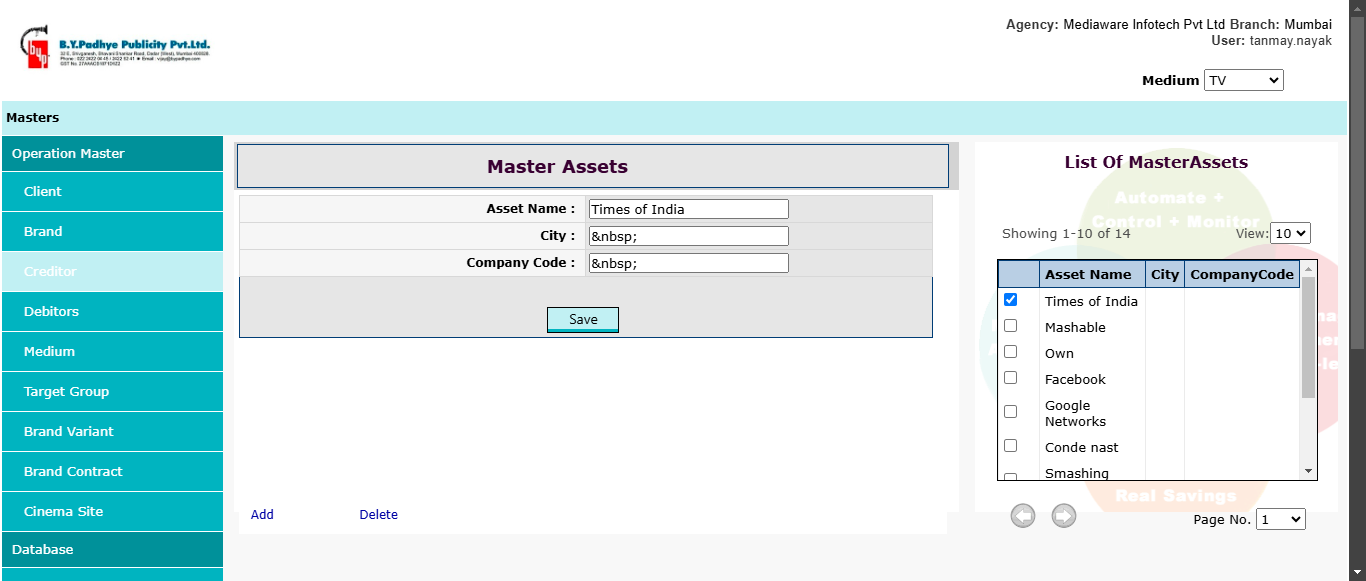 Agency: Mediaware Infotech Pvt Ltd Branch: Mumbai
User: tanmay.nayak
B.Y.Padhye Publicity Pvt.Ltd.
Medium TV
Masters
Operation Master
Client
Brand
Creditor
Debitors
Medium
Target Group
Brand Variant
Brand Contract
Cinema Site
Database
Master Assets
Asset Name : Times of India
City : &nbsp;
Company Code : &nbsp;
Save
Add Delete
List Of MasterAssets
Automate +
Control + Monitor
Showing 1-10 of 14 View: 10
Asset Name City CompanyCode
Times of India
Mashable
Own
Facebook
Google
Networks
Conde nast
Smashing
Real Savings
Page No. 1